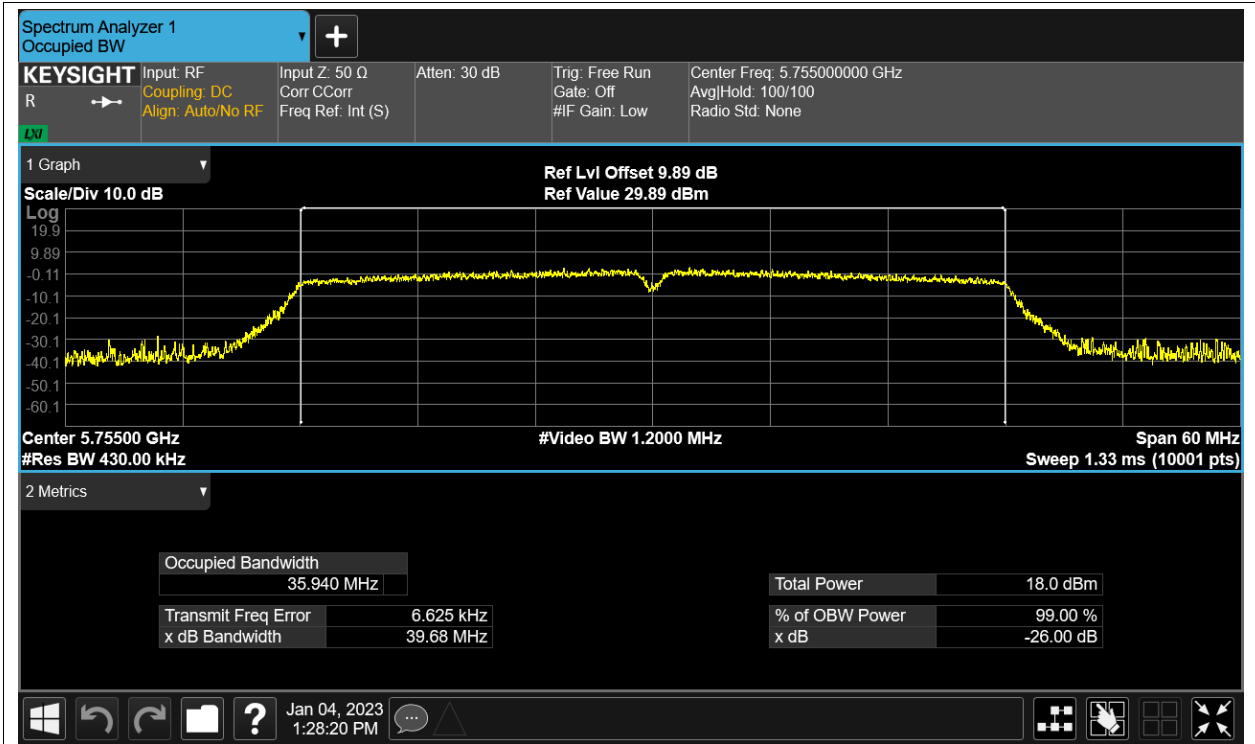 Spectrum Analyzer 1
Occupied BW
KEYSIGHT
R
LXI
Input: RF
Coupling: DC
Align: Auto/No RF
Input Z: 50 Ω
Corr CCorr
Freq Ref: Int (S)
Atten: 30 dB
Trig: Free Run
Gate: Off
#IF Gain: Low
Center Freq: 5.755000000 GHz
Avg|Hold: 100/100
Radio Std: None
1 Graph
Scale/Div 10.0 dB
Ref Lvl Offset 9.89 dB
Ref Value 29.89 dBm
Log
19.9
9.89
-0.11
-10.1
-20.1
-30.1
-40.1
-50.1
-60.1
Center 5.75500 GHz
#Video BW 1.2000 MHz
Span 60 MHz
#Res BW 430.00 kHz
Sweep 1.33 ms (10001 pts)
2 Metrics
Occupied Bandwidth
35.940 MHz
Total Power 18.0 dBm
Transmit Freq Error 6.625 kHz
% of OBW Power 99.00 %
x dB Bandwidth 39.68 MHz
x dB -26.00 dB
?
Jan 04, 2023
1:28:20 PM